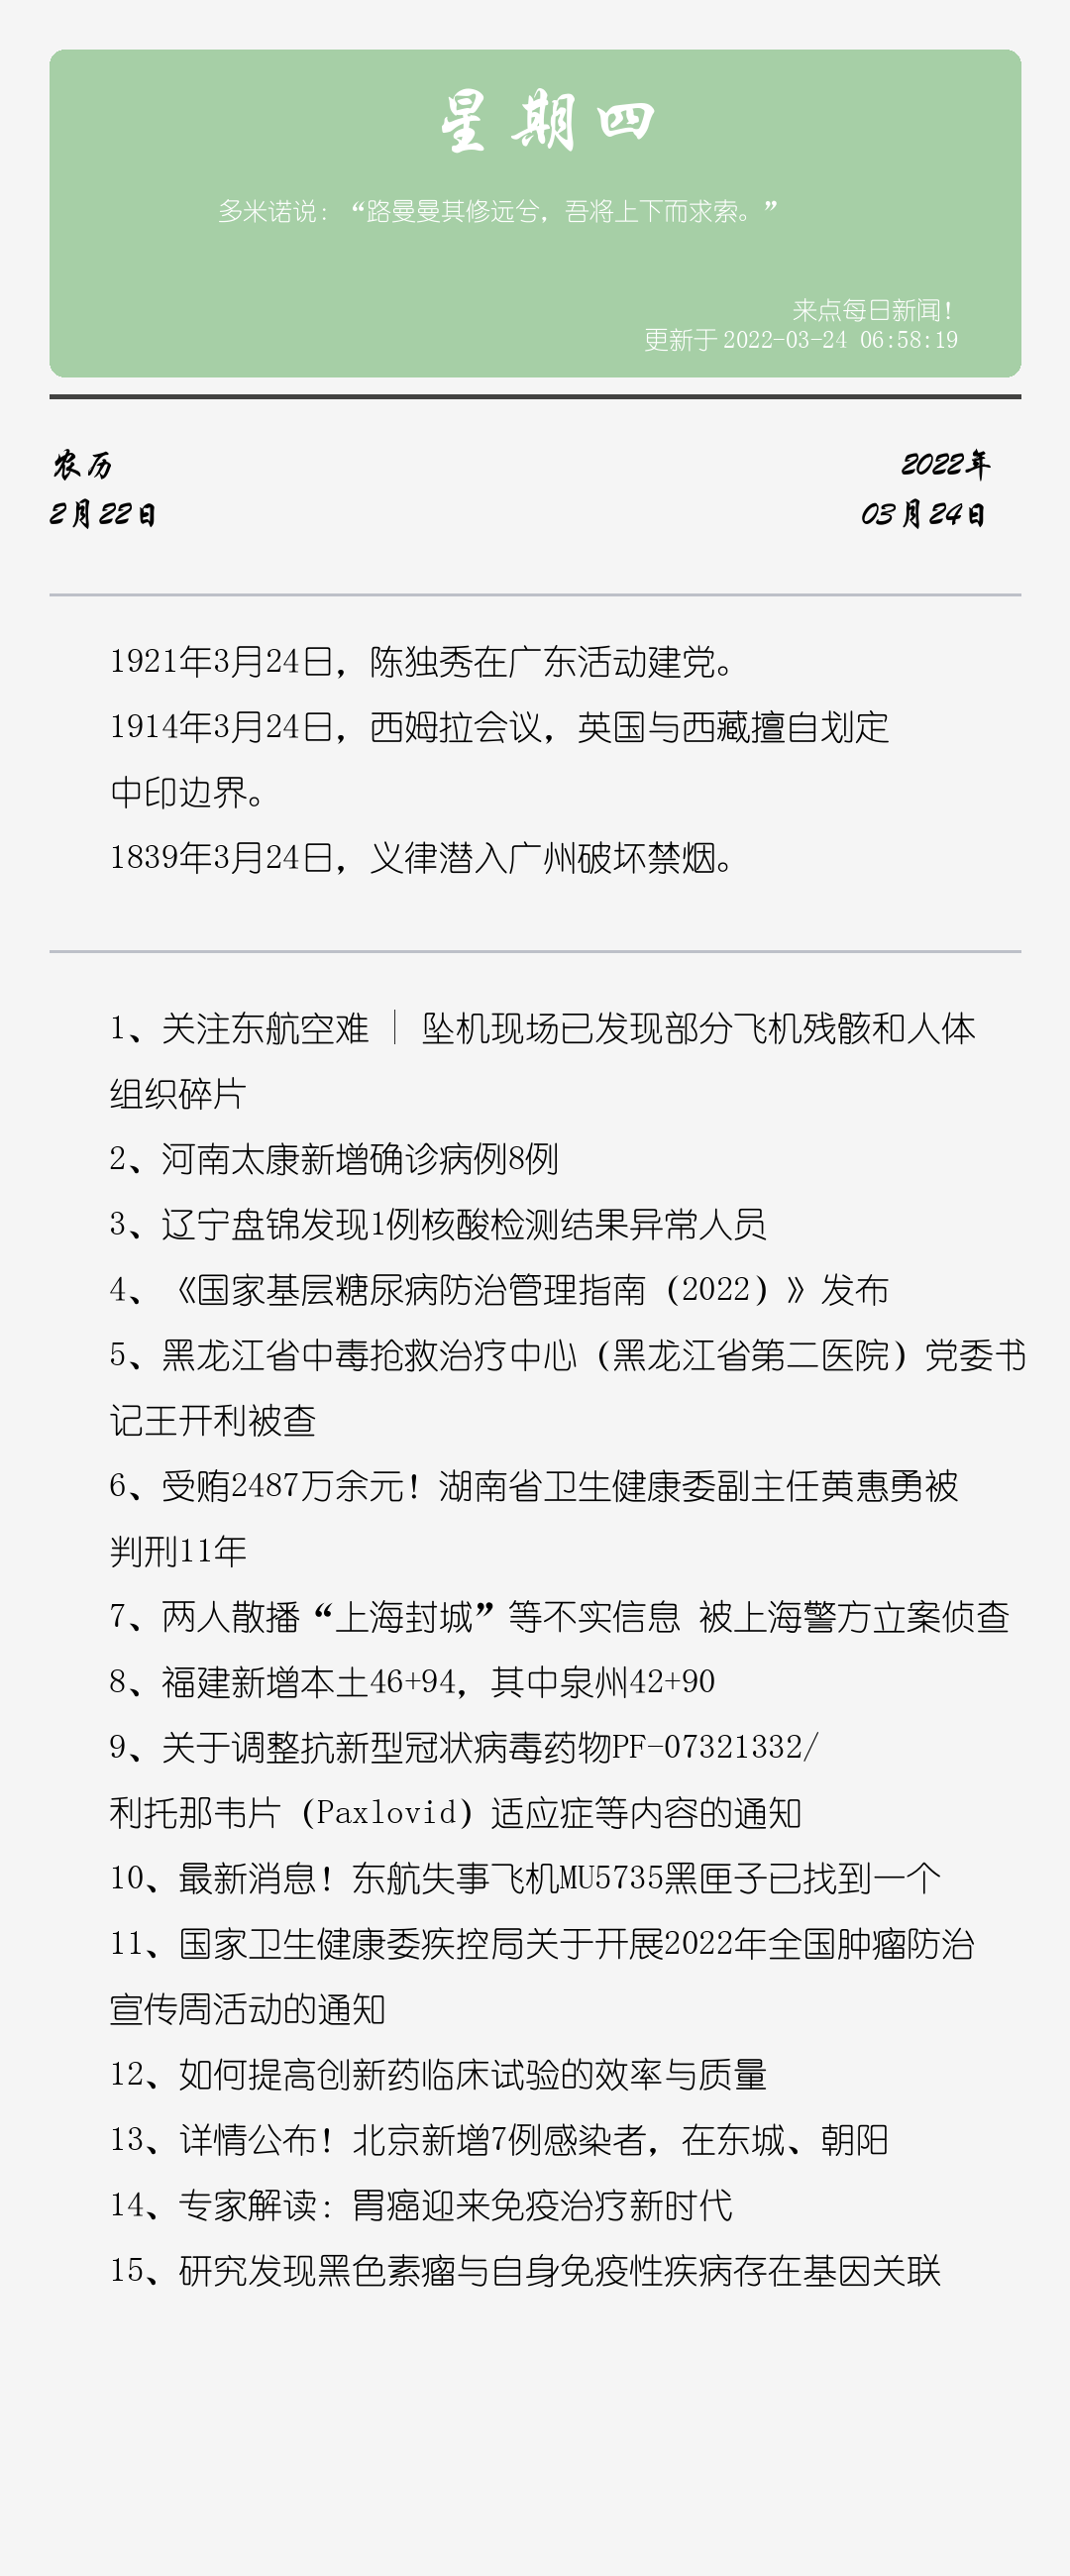 星期四
多米诺说：“路曼曼其修远兮，吾将上下而求索。”
来点每日新闻！
更新于 2022-03-24 06:58:19
农历
2022年
2月22日
03月24日
1921年3月24日，陈独秀在广东活动建党。
1914年3月24日，西姆拉会议，英国与西藏擅自划定
中印边界。
1839年3月24日，义律潜入广州破坏禁烟。
1、关注东航空难｜坠机现场已发现部分飞机残骸和人体
组织碎片
2、河南太康新增确诊病例8例
3、辽宁盘锦发现1例核酸检测结果异常人员
4、《国家基层糖尿病防治管理指南（2022）》发布
5、黑龙江省中毒抢救治疗中心（黑龙江省第二医院）党委书
记王开利被查
6、受贿2487万余元！湖南省卫生健康委副主任黄惠勇被
判刑11年
7、两人散播“上海封城”等不实信息 被上海警方立案侦查
8、福建新增本土46+94，其中泉州42+90
9、关于调整抗新型冠状病毒药物PF-07321332/
利托那韦片（Paxlovid）适应症等内容的通知
10、最新消息！东航失事飞机MU5735黑匣子已找到一个
11、国家卫生健康委疾控局关于开展2022年全国肿瘤防治
宣传周活动的通知
12、如何提高创新药临床试验的效率与质量
13、详情公布！北京新增7例感染者，在东城、朝阳
14、专家解读：胃癌迎来免疫治疗新时代
15、研究发现黑色素瘤与自身免疫性疾病存在基因关联